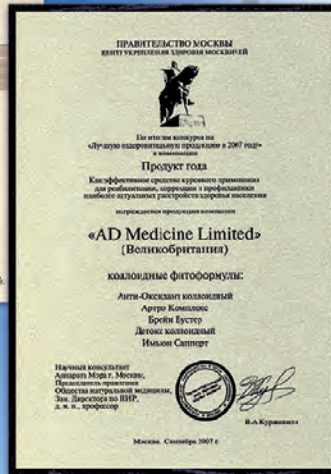 ПРАВИТЕЛЬСТВО МОСКВЫ
ЦЕНТР УКРЕПЛЕНИЯ ЗДОРОВЬЯ МОСКВИЧЕЙ
По итогам конкурса на
«Лучшую оздоровительную продукцию в 2007 году»
в номинации
Продукт года
Как эффективное средство курсового применения
для реабилитации, коррекции и профилактики
наиболее актуальных расстройств здоровья населения
награждается продукция компании
«AD Medicine Limited»
(Великобритания)
коллоидные фитоформулы:
Анти-Оксидант коллоидный
Артро Комплекс
Брейн Бустер
Детокс коллоидный
Имьюн Саппорт
Научный консультант
Аппарата Мэра г. Москвы,
Председатель правления
Общества натуральной медицины,
Зам. Директора по НИР,
д. м. н., профессор
Москва. Сентябрь 2007 г.